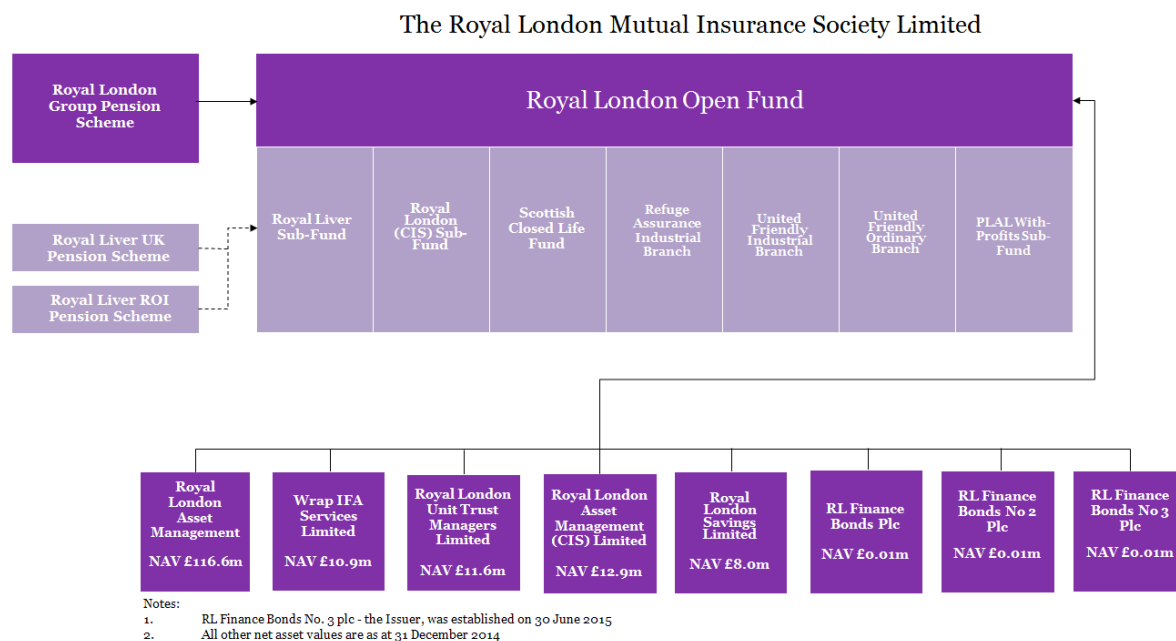 The Royal London Mutual Insurance Society Limited
Royal London
Group Pension
Scheme
Royal London Open Fund
Royal Liver UK
Pension Scheme
Royal Liver ROI
Pension Scheme
Royal Liver
Sub-Fund
Royal
London
(CIS) Sub-
Fund
Scottish
Closed Life
Fund
Refuge
Assurance
Industrial
Branch
United
Friendly
Industrial
Branch
United
Friendly
Ordinary
Branch
PLAL With-
Profits Sub-
Fund
Royal
London
Asset
Management
NAV £116.6m
Wrap IFA
Services
Limited
NAV £10.9m
Royal London
Unit Trust
Managers
Limited
NAV £11.6m
Royal London
Asset
Management
(CIS) Limited
NAV £12.9m
Royal
London
Savings
Limited
NAV £8.0m
RL Finance
Bonds Plc
NAV £0.01m
RL Finance
Bonds No 2
Plc
NAV £0.01m
RL Finance
Bonds No 3
Plc
NAV £0.01m
Notes:
1. RL Finance Bonds No. 3 plc - the Issuer, was established on 30 June 2015
2. All other net asset values are as at 31 December 2014